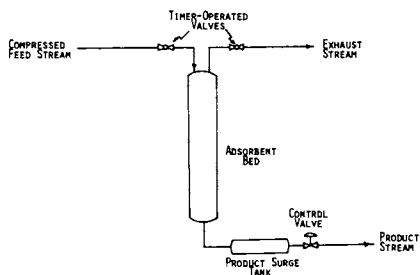 Timer-Operated
Valves
Compressed
Feed Stream
Exhaust
Stream
Adsorbent
Bed
Control
Valve
Product
Stream
Product Surge
Tank